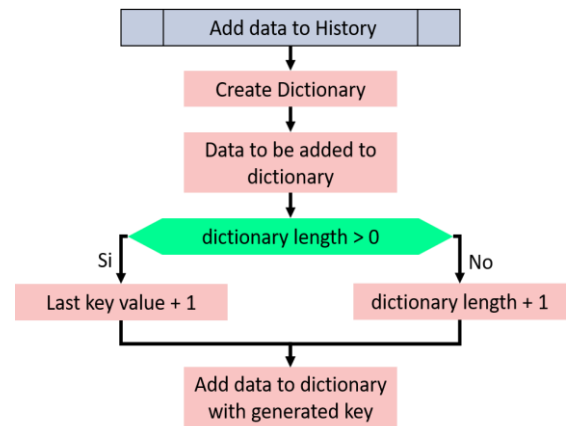 Add data to History
Create Dictionary
Data to be added to
dictionary
dictionary length > 0
Si
No
Last key value + 1
dictionary length + 1
Add data to dictionary
with generated key